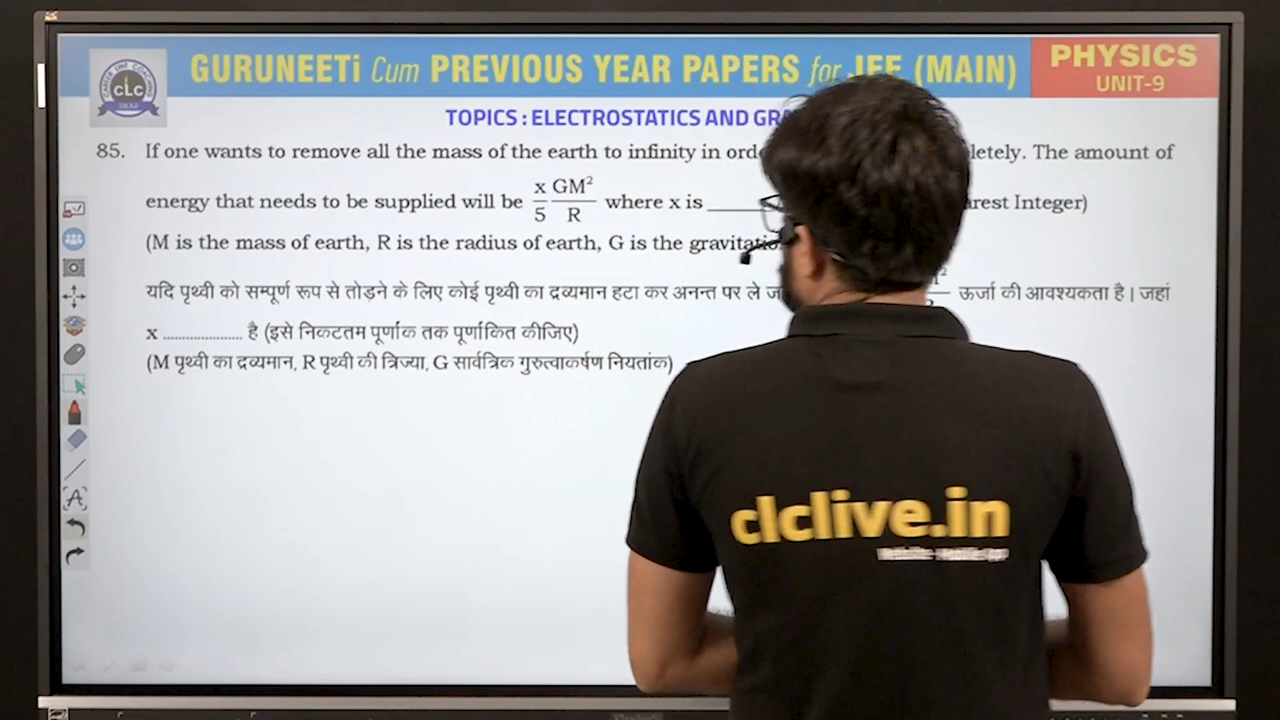 GURUNEETi Cum PREVIOUS YEAR PAPERS for JEE (MAIN)
PHYSICS
UNIT-9
CLC
TOPICS : ELECTROSTATICS AND GRA
85. If one wants to remove all the mass of the earth to infinity in ord letely. The amount of
energy that needs to be supplied will be x/5 GM²/R where x is ______ rest Integer)
(M is the mass of earth, R is the radius of earth, G is the gravitatio
यदि पृथ्वी को सम्पूर्ण रूप से तोड़ने के लिए कोई पृथ्वी का द्रव्यमान हटा कर अनन्त पर ले ऊर्जा की आवश्यकता है। जहां
x ..................... है (इसे निकटतम पूर्णांक तक पूर्णांकित कीजिए)
(M पृथ्वी का द्रव्यमान, R पृथ्वी की त्रिज्या, G सार्वत्रिक गुरुत्वाकर्षण नियतांक)
A
clclive.in